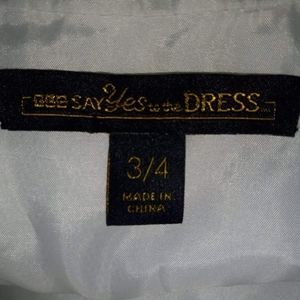 SAY Yes to the DRESS
3/4
MADE IN
CHINA